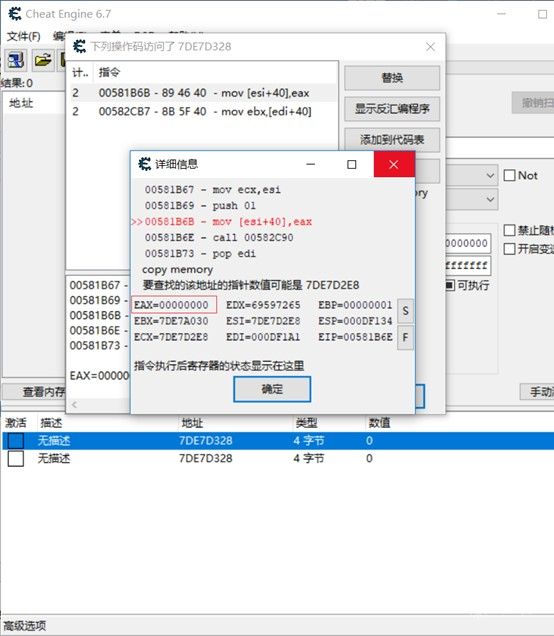 Cheat Engine 6.7
文件(F)
下列操作码访问了 7DE7D328
结果: 0
地址
计.. 指令
2 00581B6B - 89 46 40 - mov [esi+40],eax
2 00582CB7 - 8B 5F 40 - mov ebx,[edi+40]
替换
显示反汇编程序
添加到代码表
撤销扫
Not
禁止随机
开启变速
0000000
fffffff
可执行
详细信息
00581B67 - mov ecx,esi
00581B69 - push 01
>>00581B6B - mov [esi+40],eax
00581B6E - call 00582C90
00581B73 - pop edi
copy memory
要查找的该地址的指针数值可能是 7DE7D2E8
EAX=00000000 EDX=69597265 EBP=00000001
EBX=7DE7A030 ESI=7DE7D2E8 ESP=000DF134
ECX=7DE7D2E8 EDI=000DF1A1 EIP=00581B6E
S
F
指令执行后寄存器的状态显示在这里
确定
00581B67 -
00581B69 -
00581B6B -
00581B6E -
00581B73 -
EAX=00000
查看内存
手动
激活 描述 地址 类型 数值
无描述 7DE7D328 4 字节 0
无描述 7DE7D328 4 字节 0
高级选项